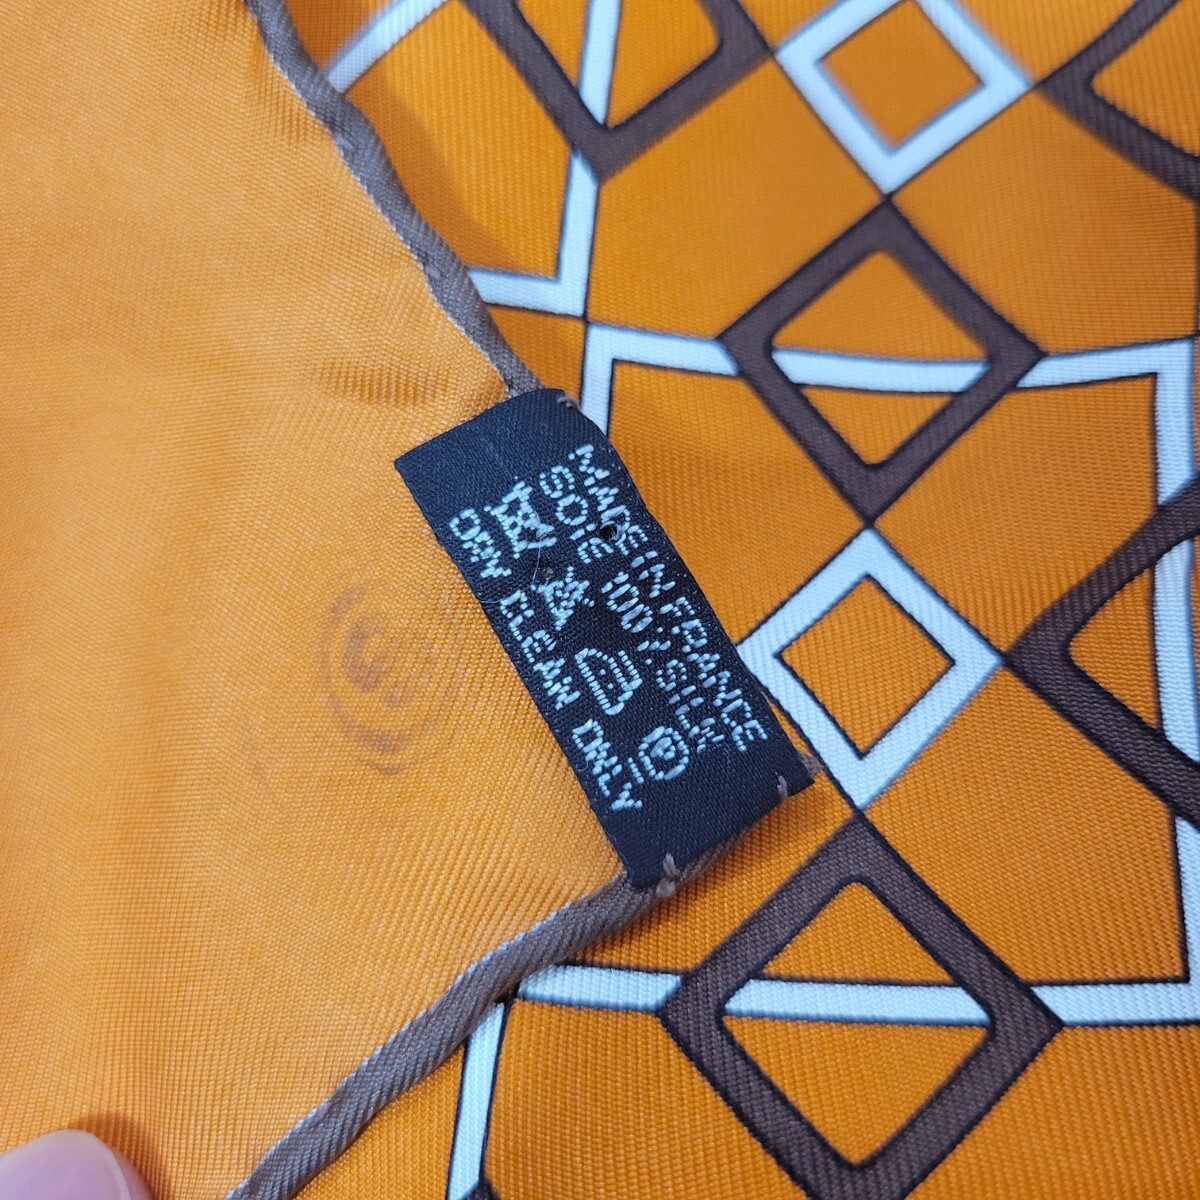 MADE IN FRANCE
SOIE 100% SILK
DRY CLEAN ONLY